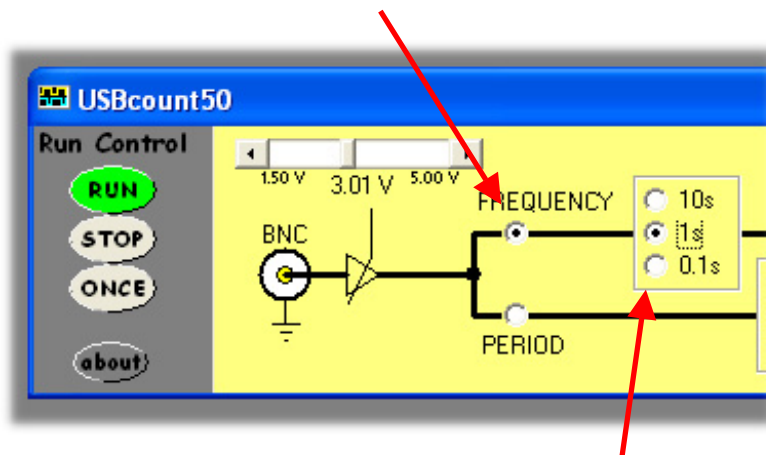 USBcount50
Run Control
RUN
STOP
ONCE
about
1.50 V 3.01 V 5.00 V
BNC
FREQUENCY
PERIOD
10s
1s
0.1s